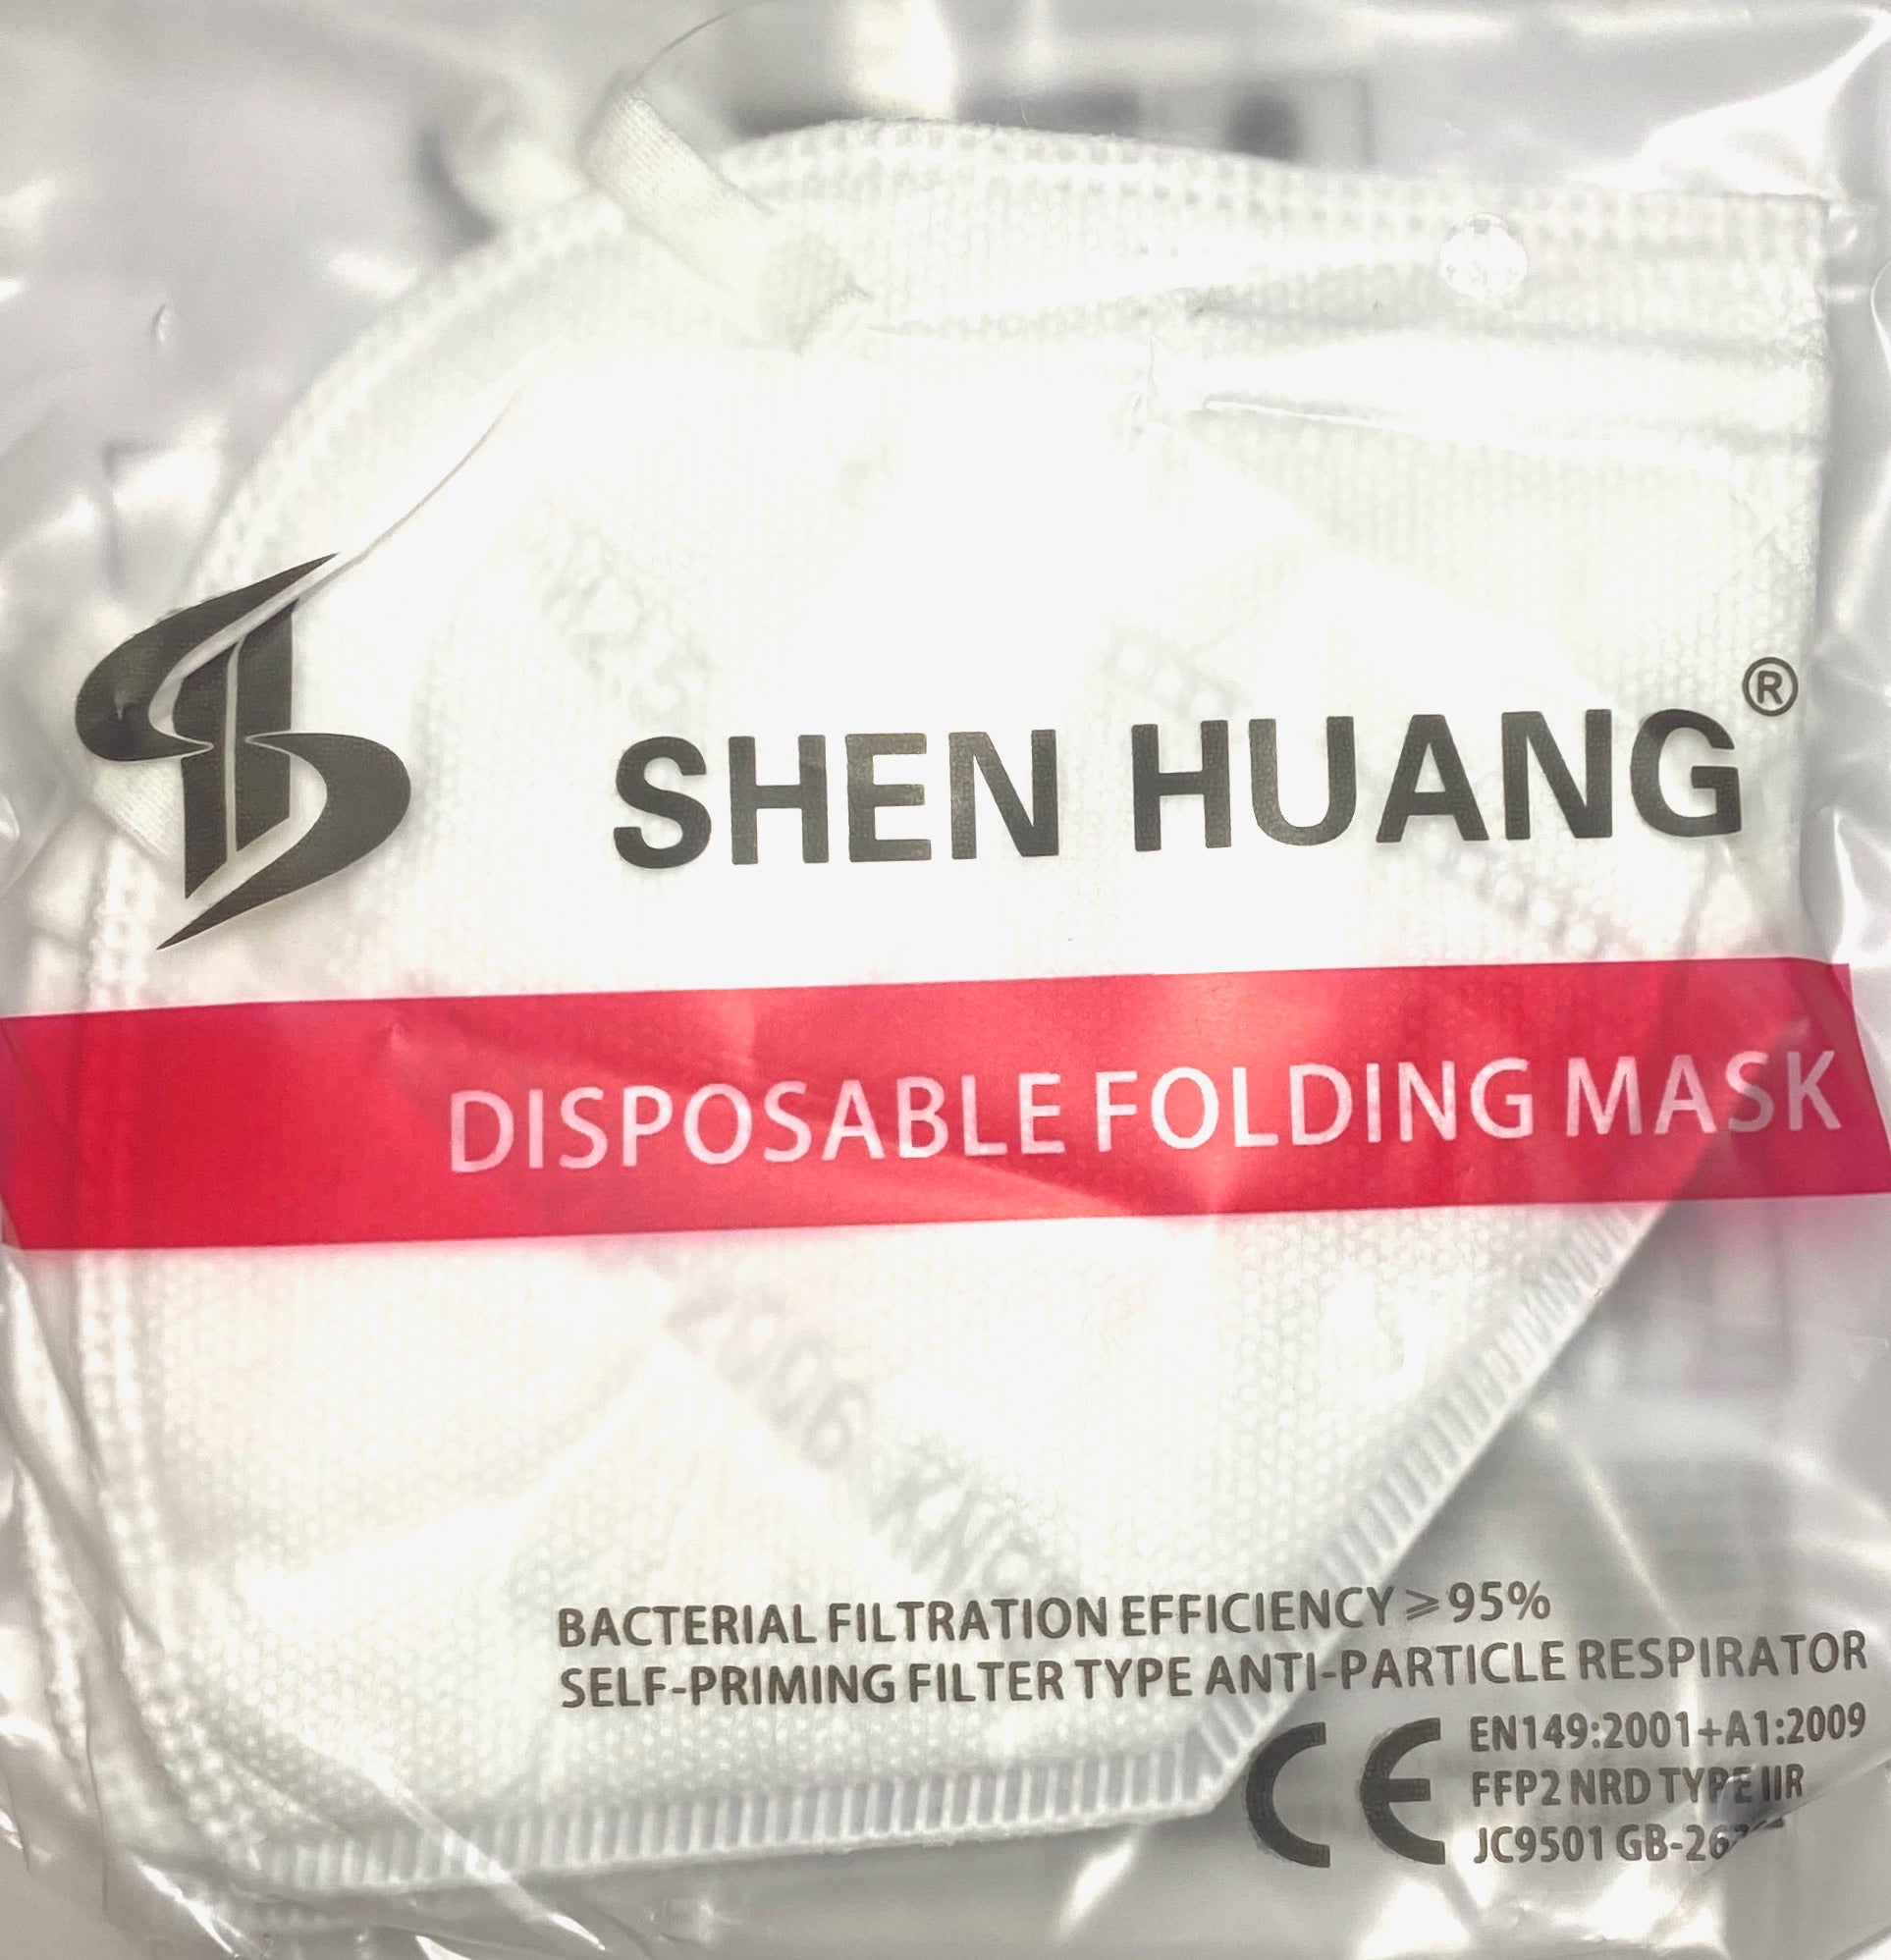 SHEN HUANG®
DISPOSABLE FOLDING MASK
BACTERIAL FILTRATION EFFICIENCY ⩾ 95%
SELF-PRIMING FILTER TYPE ANTI-PARTICLE RESPIRATOR
CE
EN149:2001+A1:2009
FFP2 NRD TYPE IIR
JC9501